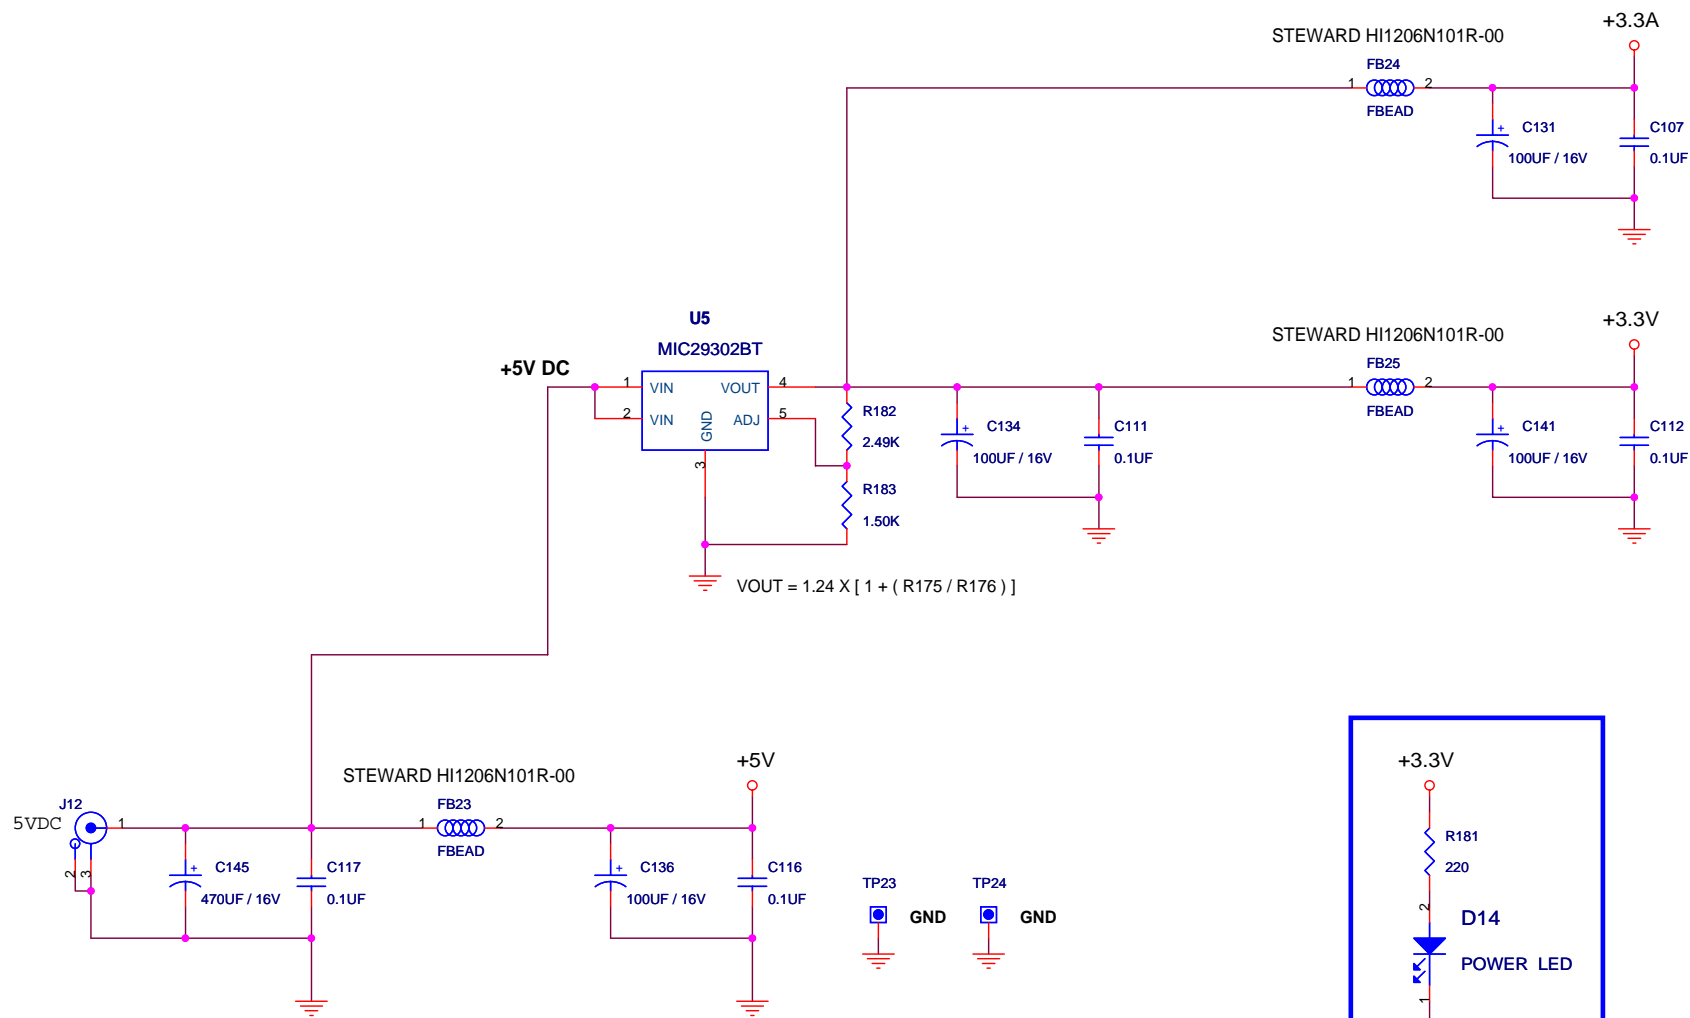 +3.3A
STEWARD HI1206N101R-00
FB24
1
2
FBEAD
+
C131
100UF / 16V
C107
0.1UF
U5
MIC29302BT
+5V DC
1
VIN
VOUT
4
2
VIN
ADJ
5
GND
3
R182
2.49K
R183
1.50K
+
C134
100UF / 16V
C111
0.1UF
STEWARD HI1206N101R-00
+3.3V
FB25
1
2
FBEAD
+
C141
100UF / 16V
C112
0.1UF
VOUT = 1.24 X [ 1 + ( R175 / R176 ) ]
STEWARD HI1206N101R-00
+5V
J12
5VDC
1
2
3
FB23
1
2
FBEAD
+
C145
470UF / 16V
C117
0.1UF
+
C136
100UF / 16V
C116
0.1UF
TP23
GND
TP24
GND
+3.3V
R181
220
2
D14
POWER LED
1